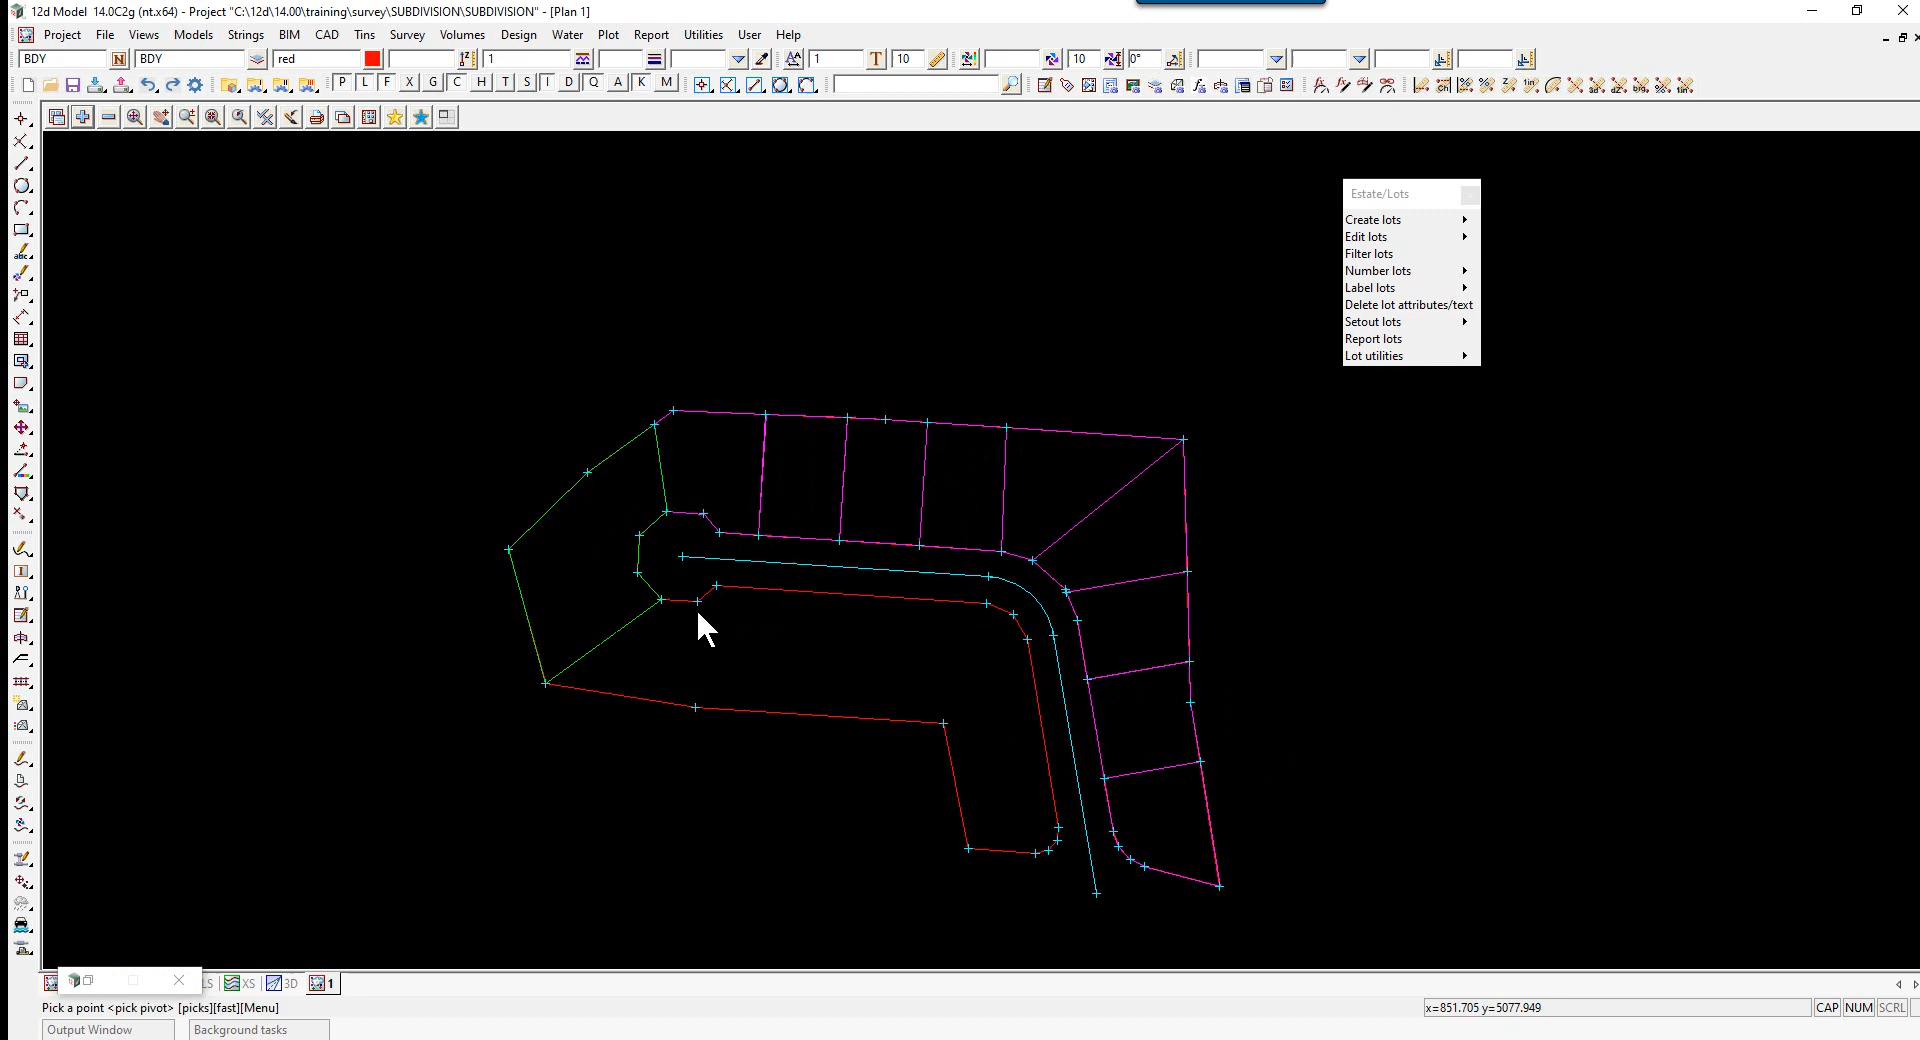 12d Model 14.0C2g (nt.x64) - Project "C:\12d\14.00\training\survey\SUBDIVISION\SUBDIVISION" - [Plan 1]
Project File Views Models Strings BIM CAD Tins Survey Volumes Design Water Plot Report Utilities User Help
BDY N BDY red 1 1 T 10 10 0°
P L F X G C H T S I D Q A K M
Estate/Lots
Create lots
Edit lots
Filter lots
Number lots
Label lots
Delete lot attributes/text
Setout lots
Report lots
Lot utilities
LS XS 3D 1
Pick a point <pick pivot> [picks][fast][Menu] x=851.705 y=5077.949 CAP NUM SCRL
Output Window Background tasks